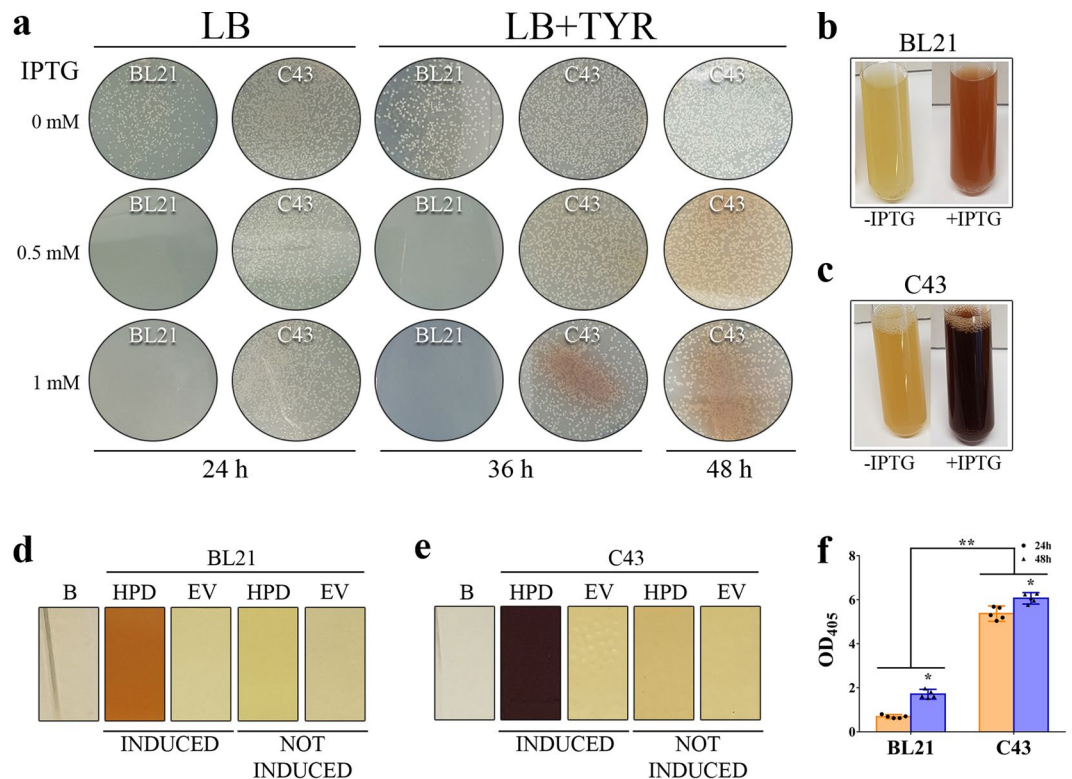 a
LB
LB+TYR
IPTG
BL21
C43
BL21
C43
C43
0 mM
BL21
C43
BL21
C43
C43
0.5 mM
BL21
C43
BL21
C43
C43
1 mM
24 h
36 h
48 h
b
BL21
-IPTG
+IPTG
c
C43
-IPTG
+IPTG
d
BL21
B
HPD
EV
HPD
EV
INDUCED
NOT
INDUCED
e
C43
B
HPD
EV
HPD
EV
INDUCED
NOT
INDUCED
f
24h
48h
**
*
*
OD405
8
6
4
2
0
BL21
C43